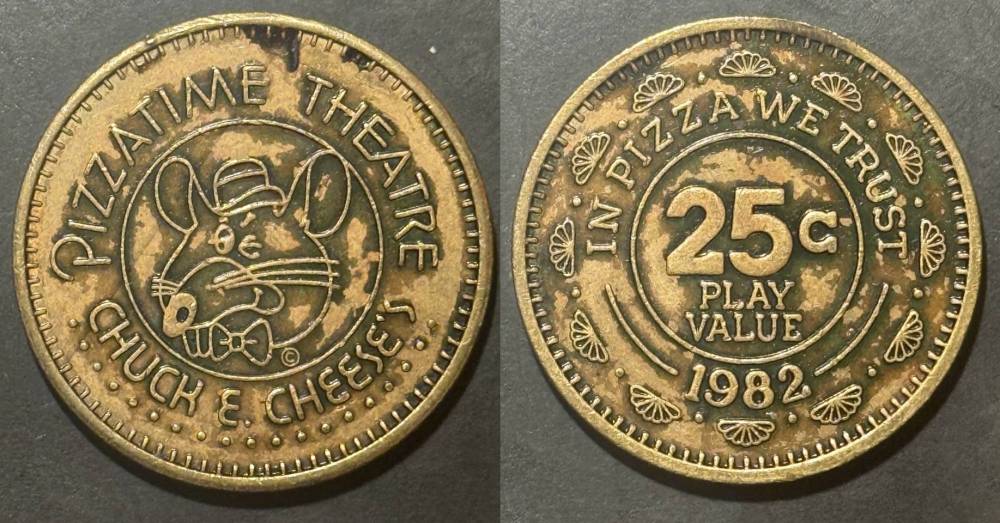 PIZZATIME THEATRE
CHUCK E. CHEESE'S
©
IN PIZZA WE TRUST
25¢
PLAY
VALUE
1982